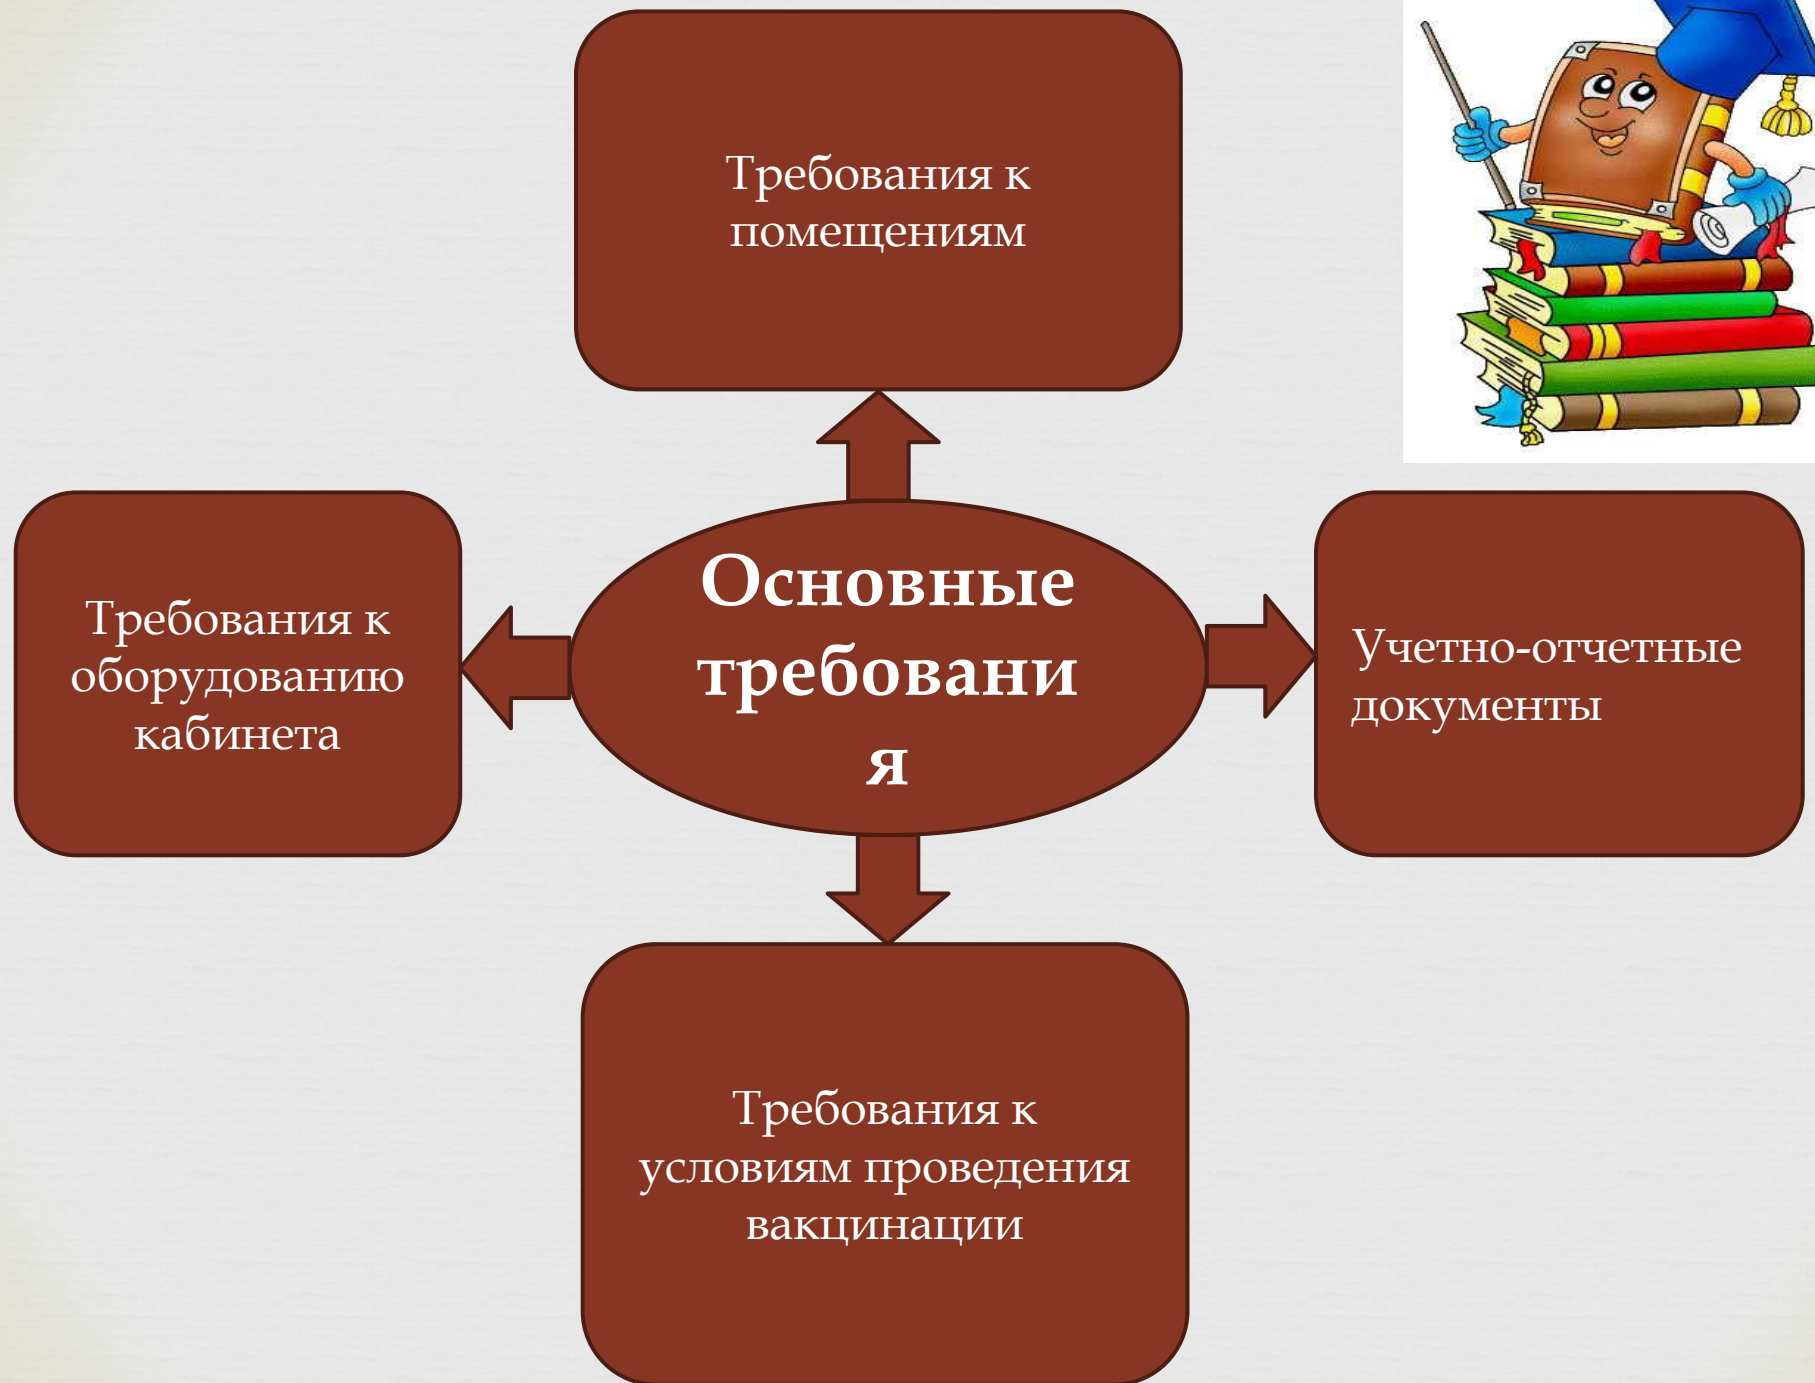 Требования к
помещениям
Основные
требовани
я
Требования к
оборудованию
кабинета
Учетно-отчетные
документы
Требования к
условиям проведения
вакцинации